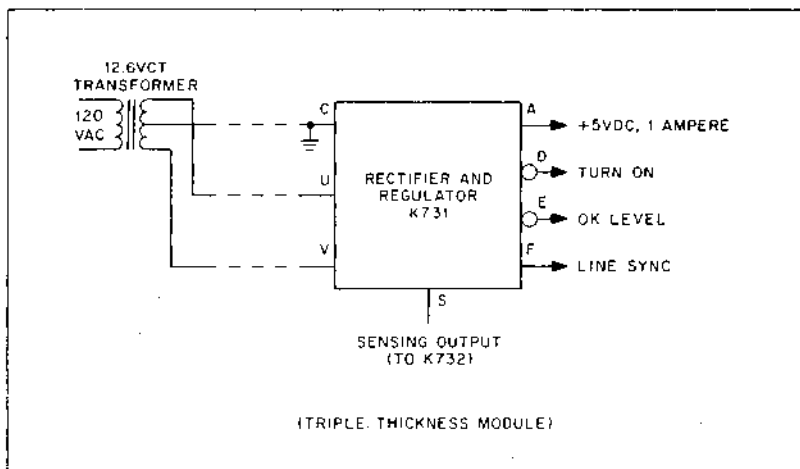 12.6VCT
TRANSFORMER
120
VAC
C
U
V
RECTIFIER AND
REGULATOR
K731
A
+5VDC, 1 AMPERE
D
TURN ON
E
OK LEVEL
F
LINE SYNC
S
SENSING OUTPUT
(TO K732)
(TRIPLE THICKNESS MODULE)